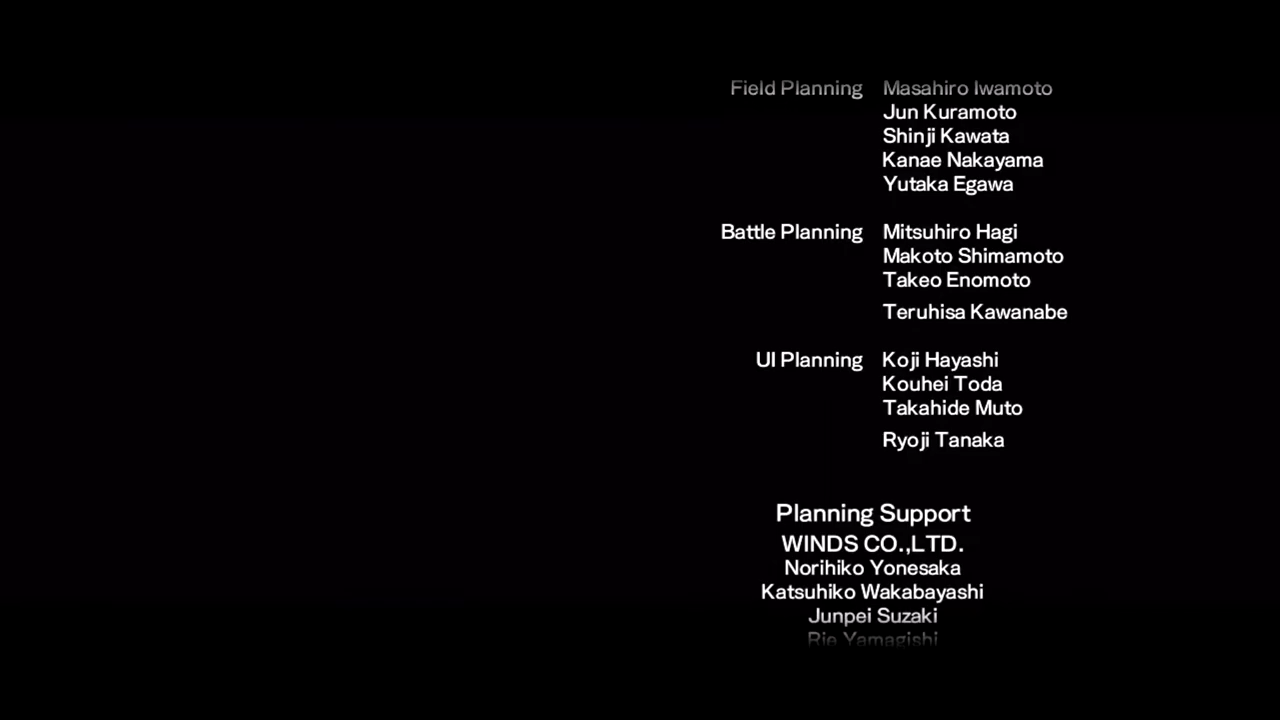 Field Planning Masahiro Iwamoto
Jun Kuramoto
Shinji Kawata
Kanae Nakayama
Yutaka Egawa
Battle Planning Mitsuhiro Hagi
Makoto Shimamoto
Takeo Enomoto
Teruhisa Kawanabe
UI Planning Koji Hayashi
Kouhei Toda
Takahide Muto
Ryoji Tanaka
Planning Support
WINDS CO.,LTD.
Norihiko Yonesaka
Katsuhiko Wakabayashi
Junpei Suzaki
Rie Yamagishi